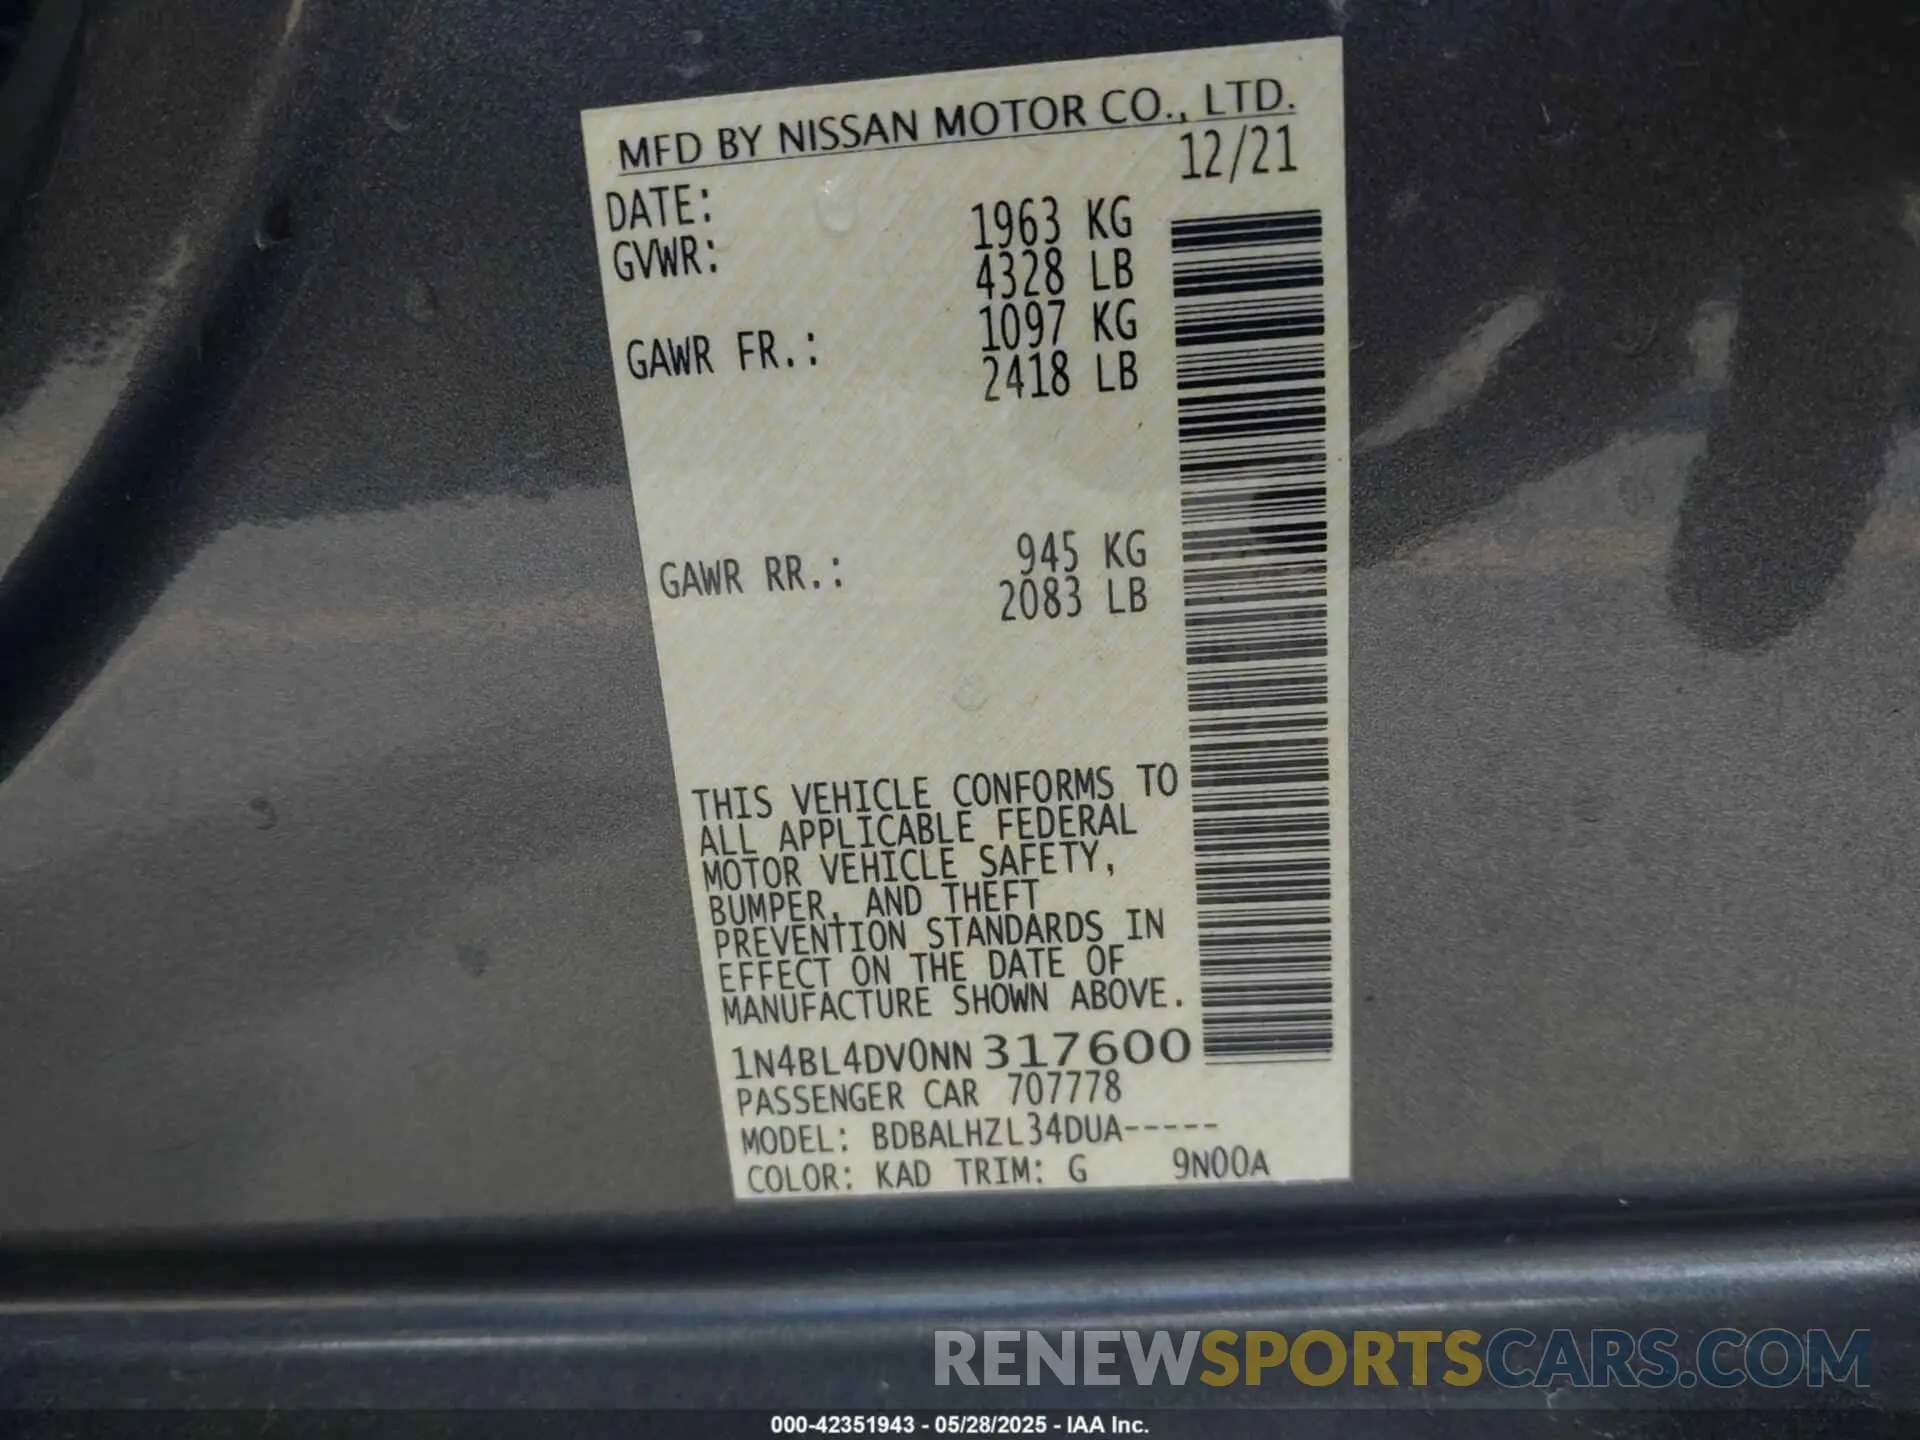 MFD BY NISSAN MOTOR CO., LTD.
DATE: 12/21
GVWR: 1963 KG
4328 LB
GAWR FR.: 1097 KG
2418 LB
GAWR RR.: 945 KG
2083 LB
THIS VEHICLE CONFORMS TO
ALL APPLICABLE FEDERAL
MOTOR VEHICLE SAFETY,
BUMPER, AND THEFT
PREVENTION STANDARDS IN
EFFECT ON THE DATE OF
MANUFACTURE SHOWN ABOVE.
1N4BL4DV0NN317600
PASSENGER CAR 707778
MODEL: BDBALHZL34DUA-----
COLOR: KAD TRIM: G 9N00A
RENEWSPORTSCARS.COM
000-42351943 - 05/28/2025 - IAA Inc.